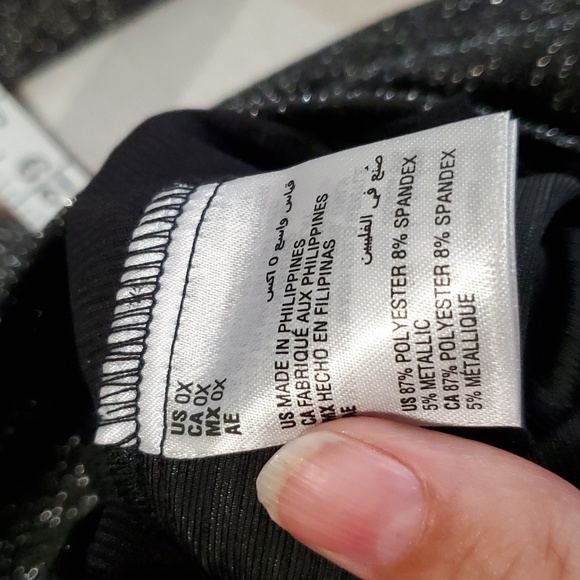 US 0X
CA 0X
MX 0X
AE
قياس واسع 0 اكس
US MADE IN PHILIPPINES
CA FABRIQUÉ AUX PHILIPPINES
MX HECHO EN FILIPINAS
AE
صنع في الفلبين
US 87% POLYESTER 8% SPANDEX
5% METALLIC
CA 87% POLYESTER 8% SPANDEX
5% METALLIQUE